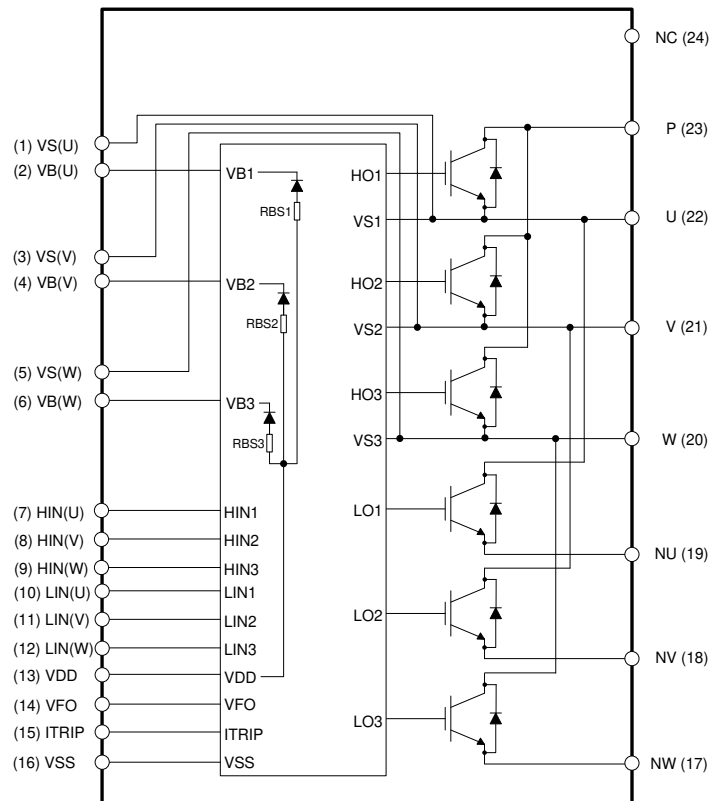 NC (24)
(1) VS(U)
(2) VB(U)
(3) VS(V)
(4) VB(V)
(5) VS(W)
(6) VB(W)
(7) HIN(U)
(8) HIN(V)
(9) HIN(W)
(10) LIN(U)
(11) LIN(V)
(12) LIN(W)
(13) VDD
(14) VFO
(15) ITRIP
(16) VSS
VB1
RBS1
VB2
RBS2
VB3
RBS3
HIN1
HIN2
HIN3
LIN1
LIN2
LIN3
VDD
VFO
ITRIP
VSS
HO1
VS1
HO2
VS2
HO3
VS3
LO1
LO2
LO3
P (23)
U (22)
V (21)
W (20)
NU (19)
NV (18)
NW (17)